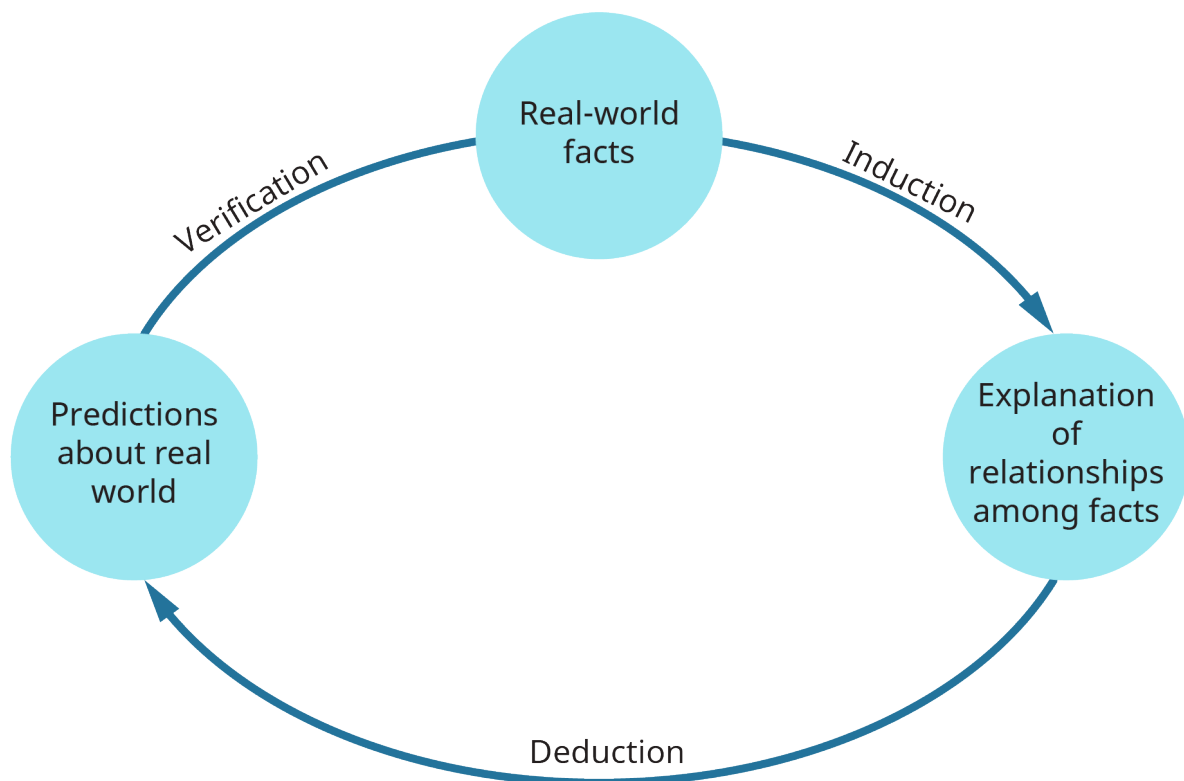 Real-world
facts
Induction
Explanation
of
relationships
among facts
Deduction
Predictions
about real
world
Verification